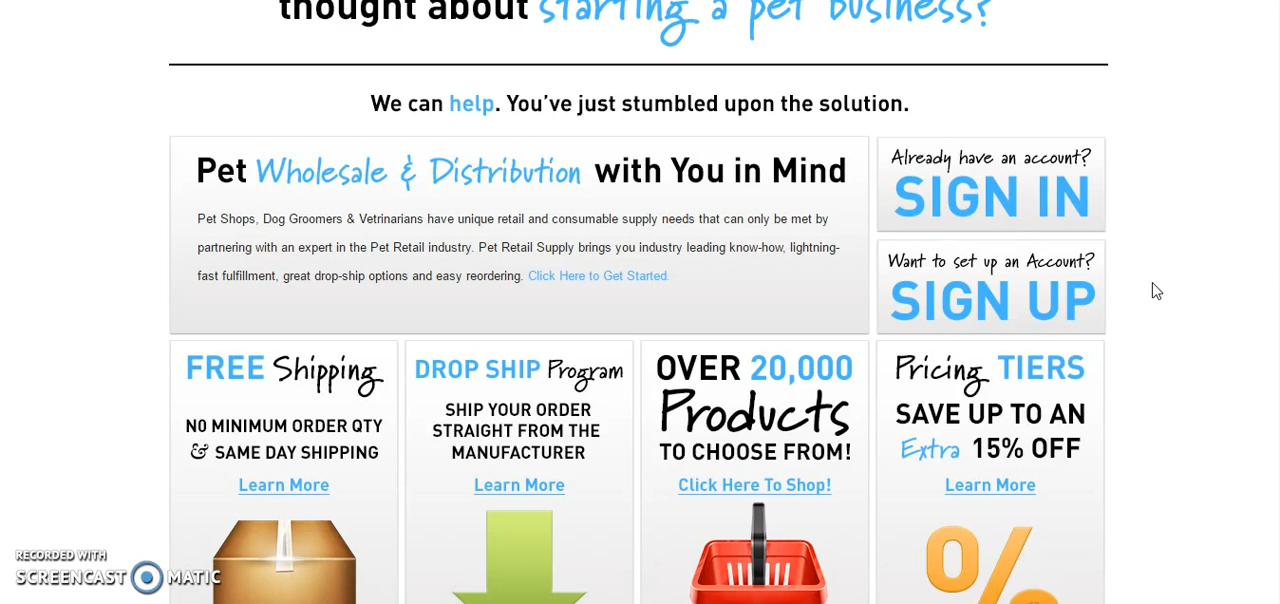 thought about starting a pet business?
We can help. You've just stumbled upon the solution.
Pet Wholesale & Distribution with You in Mind
Pet Shops, Dog Groomers & Vetrinarians have unique retail and consumable supply needs that can only be met by
partnering with an expert in the Pet Retail industry. Pet Retail Supply brings you industry leading know-how, lightning-
fast fulfillment, great drop-ship options and easy reordering. Click Here to Get Started.
Already have an account?
SIGN IN
Want to set up an Account?
SIGN UP
FREE Shipping
NO MINIMUM ORDER QTY
& SAME DAY SHIPPING
Learn More
DROP SHIP Program
SHIP YOUR ORDER
STRAIGHT FROM THE
MANUFACTURER
Learn More
OVER 20,000
Products
TO CHOOSE FROM!
Click Here To Shop!
Pricing TIERS
SAVE UP TO AN
Extra 15% OFF
Learn More
%
RECORDED WITH
SCREENCAST MATIC